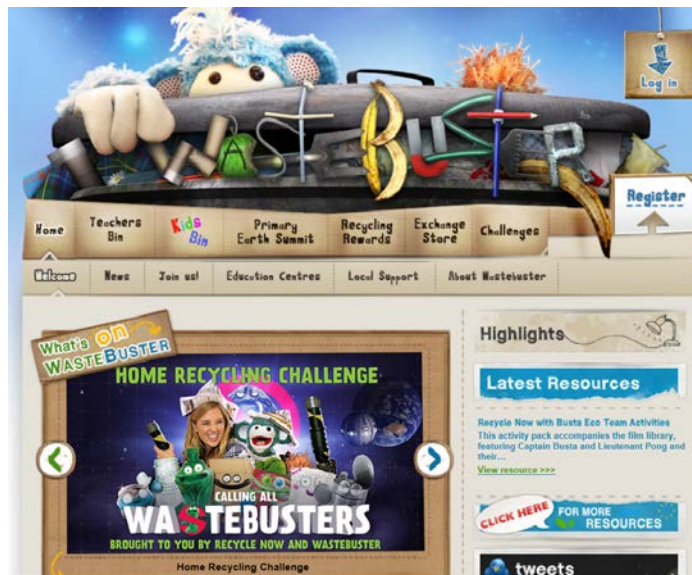 WASTEBUSTER
Log in
Register
Home
Teachers
Bin
Kids
Bin
Primary
Earth Summit
Recycling
Rewards
Exchange
Store
Challenges
Welcome
News
Join us!
Education Centres
Local Support
About Wastebuster
What's on
WASTEBUSTER
HOME RECYCLING CHALLENGE
CALLING ALL
WASTEBUSTERS
BROUGHT TO YOU BY RECYCLE NOW AND WASTEBUSTER
Home Recycling Challenge
Highlights
Latest Resources
Recycle Now with Busta Eco Team Activities
This activity pack accompanies the film library,
featuring Captain Busta and Lieutenant Pong and
their...
View resource >>>
CLICK HERE
FOR MORE
RESOURCES
tweets